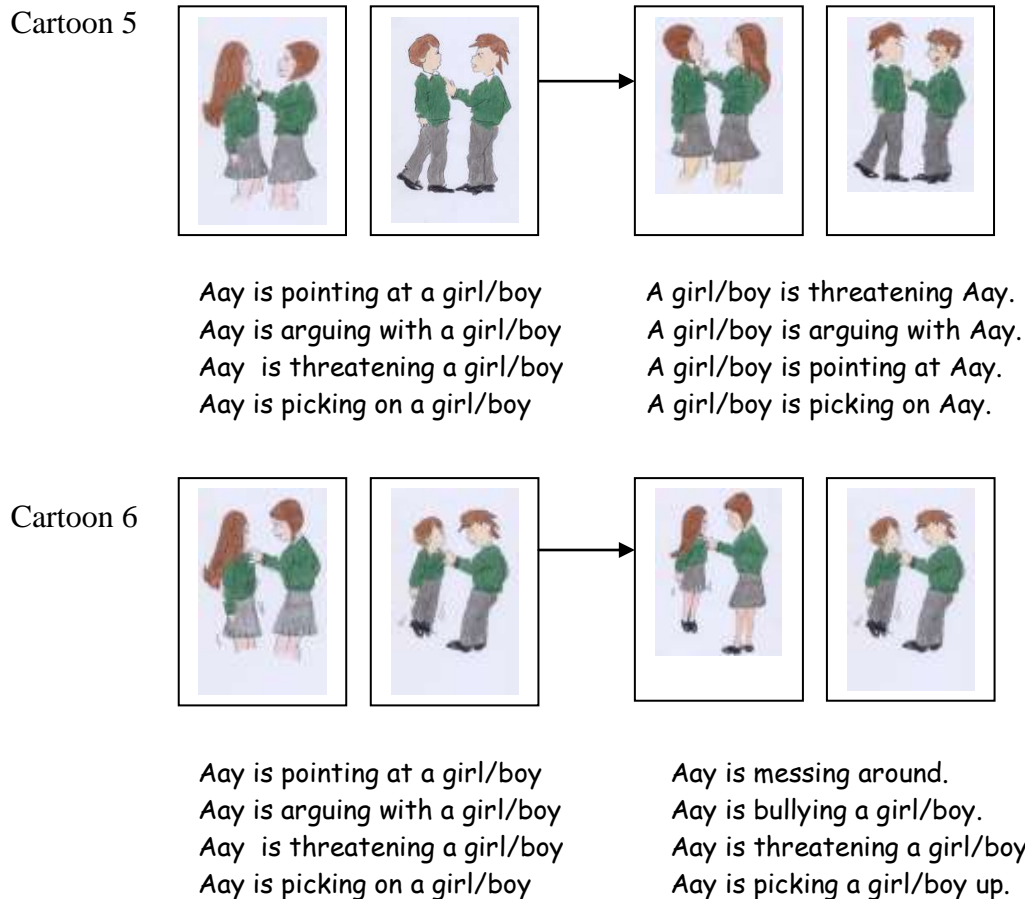 Cartoon 5
Aay is pointing at a girl/boy
Aay is arguing with a girl/boy
Aay  is threatening a girl/boy
Aay is picking on a girl/boy
A girl/boy is threatening Aay.
A girl/boy is arguing with Aay.
A girl/boy is pointing at Aay.
A girl/boy is picking on Aay.
Cartoon 6
Aay is pointing at a girl/boy
Aay is arguing with a girl/boy
Aay  is threatening a girl/boy
Aay is picking on a girl/boy
Aay is messing around.
Aay is bullying a girl/boy.
Aay is threatening a girl/boy
Aay is picking a girl/boy up.